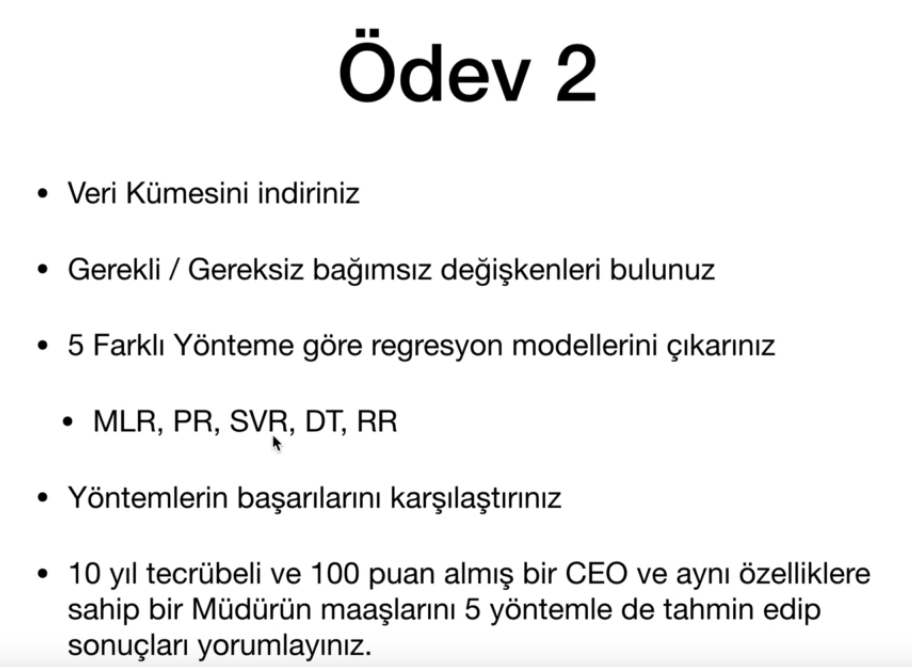 Ödev 2
• Veri Kümesini indiriniz
• Gerekli / Gereksiz bağımsız değişkenleri bulunuz
• 5 Farklı Yönteme göre regresyon modellerini çıkarınız
• MLR, PR, SVR, DT, RR
• Yöntemlerin başarılarını karşılaştırınız
• 10 yıl tecrübeli ve 100 puan almış bir CEO ve aynı özelliklere
sahip bir Müdürün maaşlarını 5 yöntemle de tahmin edip
sonuçları yorumlayınız.